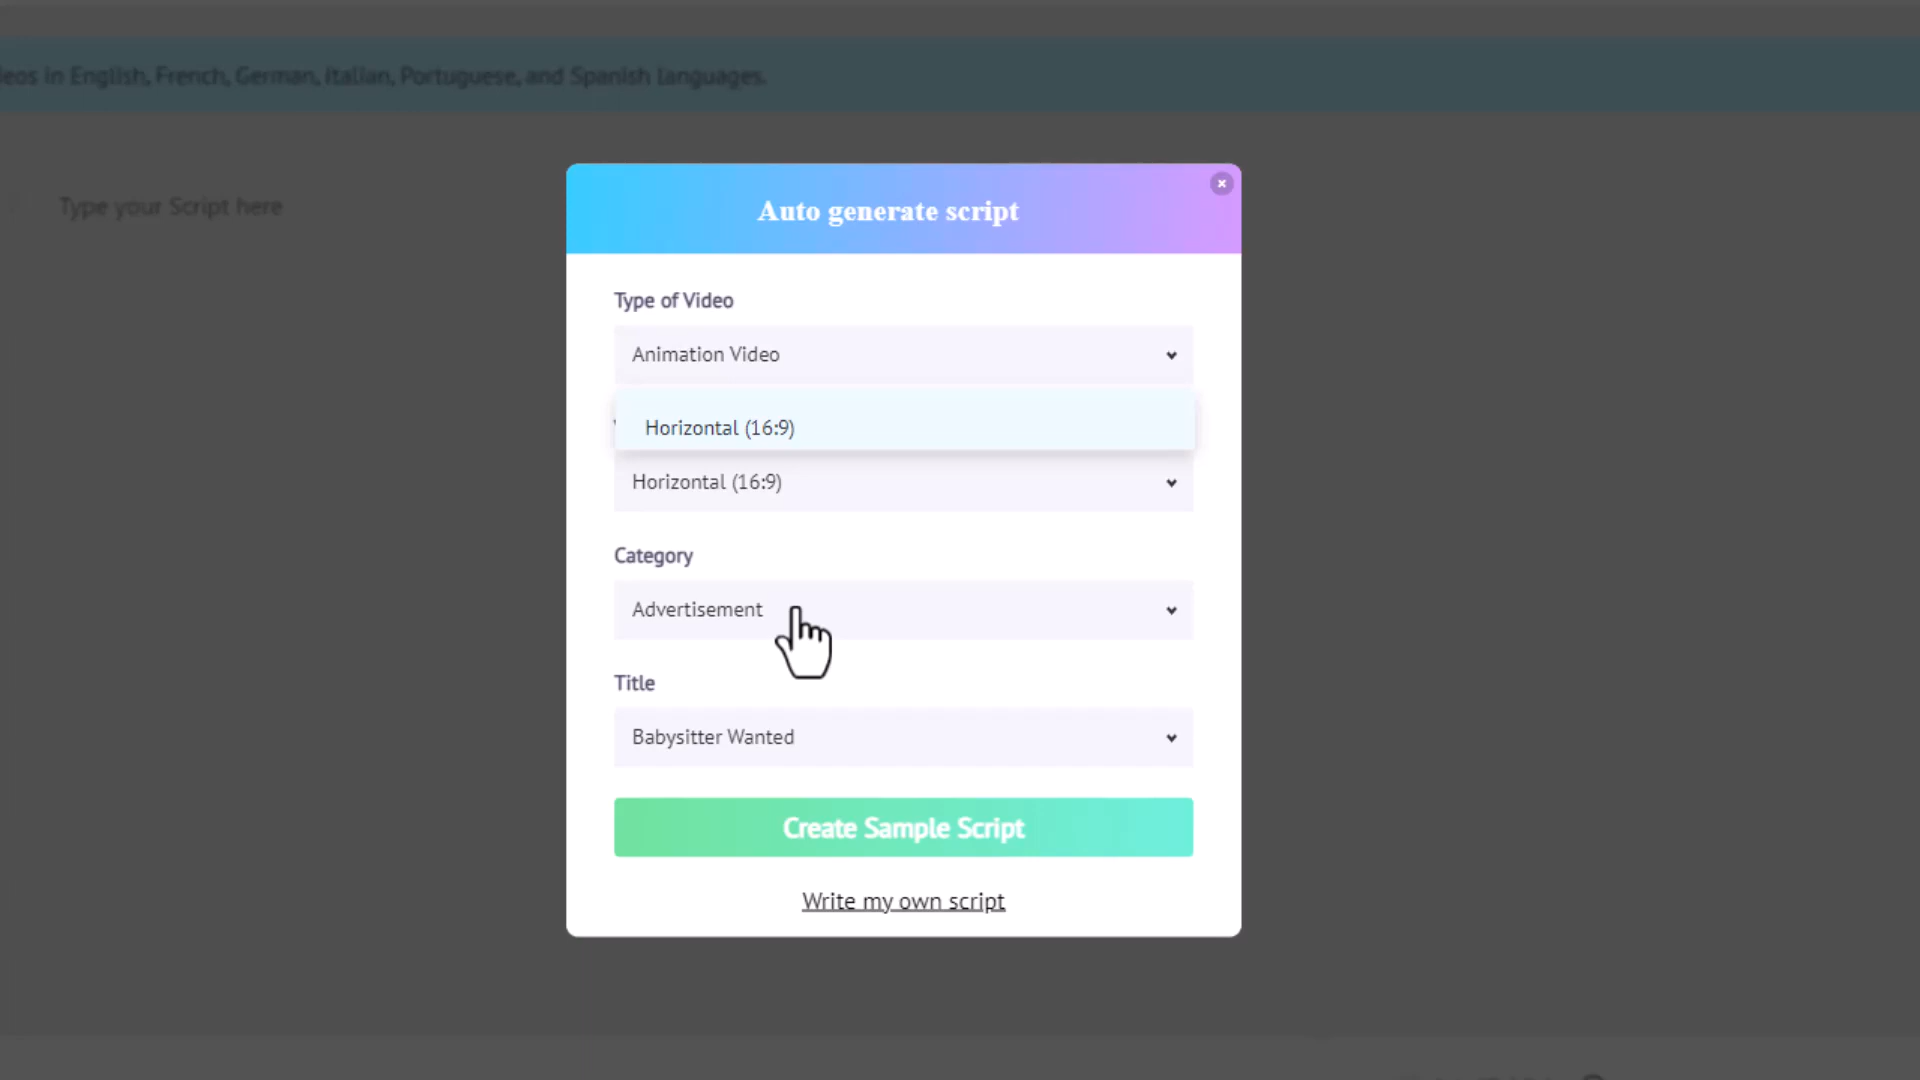 in English, French, German, Italian, Portuguese, and Spanish languages.
Type your Script here
Auto generate script
Type of Video
Animation Video
Horizontal (16:9)
Horizontal (16:9)
Category
Advertisement
Title
Babysitter Wanted
Create Sample Script
Write my own script